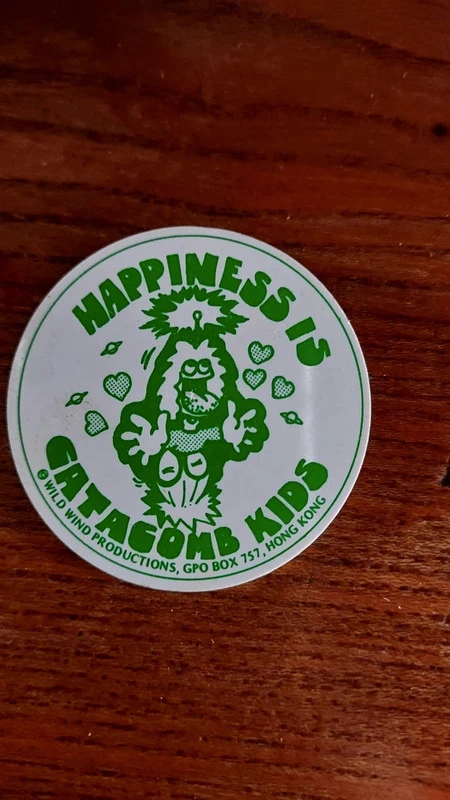 HAPPINESS IS
CATACOMB KIDS
© WILD WIND PRODUCTIONS, GPO BOX 757, HONG KONG